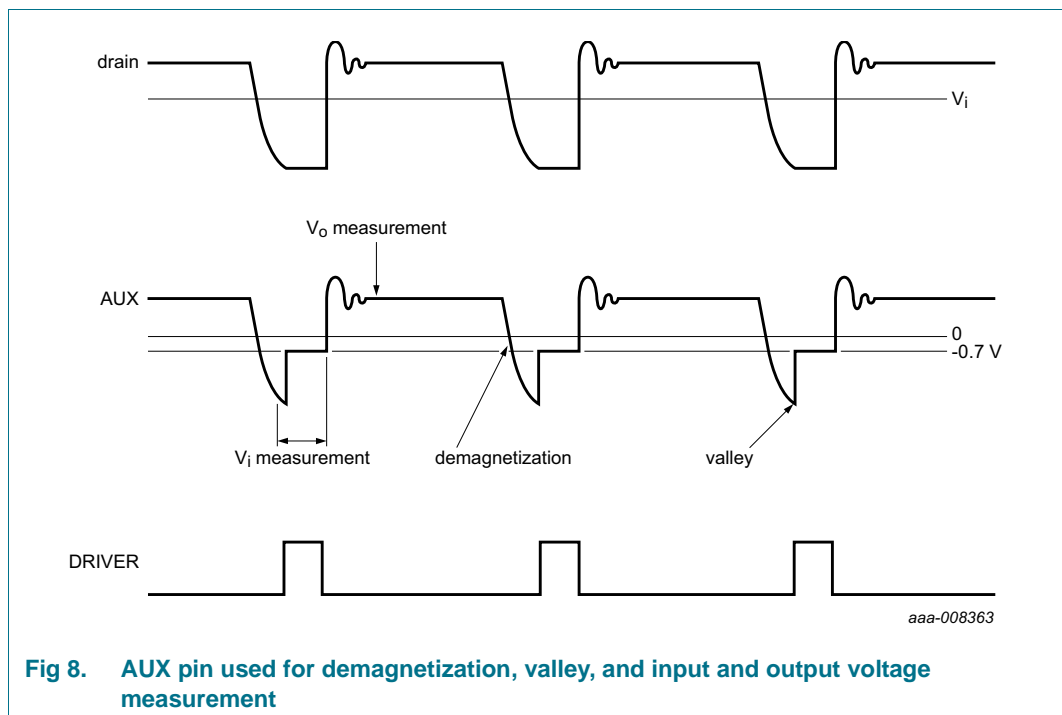 drain
Vi
Vo measurement
AUX
0
-0.7 V
Vi measurement
demagnetization
valley
DRIVER
aaa-008363
Fig 8. AUX pin used for demagnetization, valley, and input and output voltage
measurement